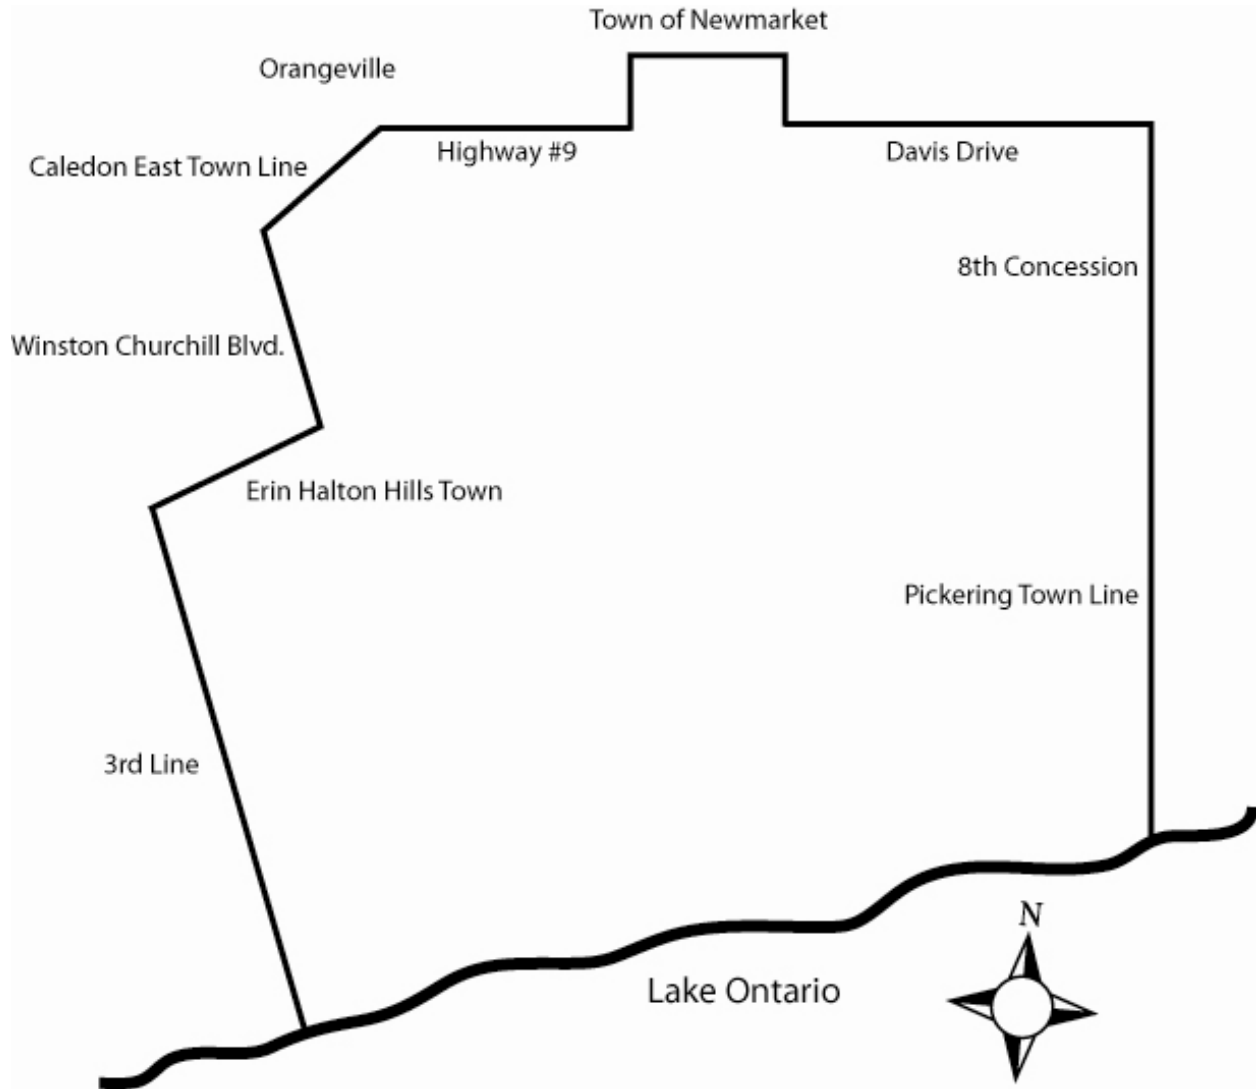 Town of Newmarket
Orangeville
Highway #9
Davis Drive
Caledon East Town Line
8th Concession
Winston Churchill Blvd.
Erin Halton Hills Town
Pickering Town Line
3rd Line
N
Lake Ontario